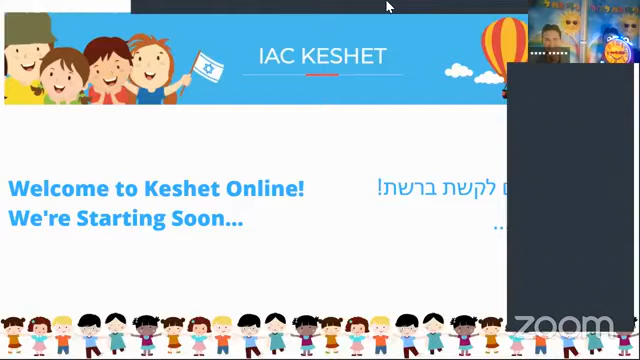 IAC KESHET
Welcome to Keshet Online!
We're Starting Soon...
לקשת ברשת!
...
zoom